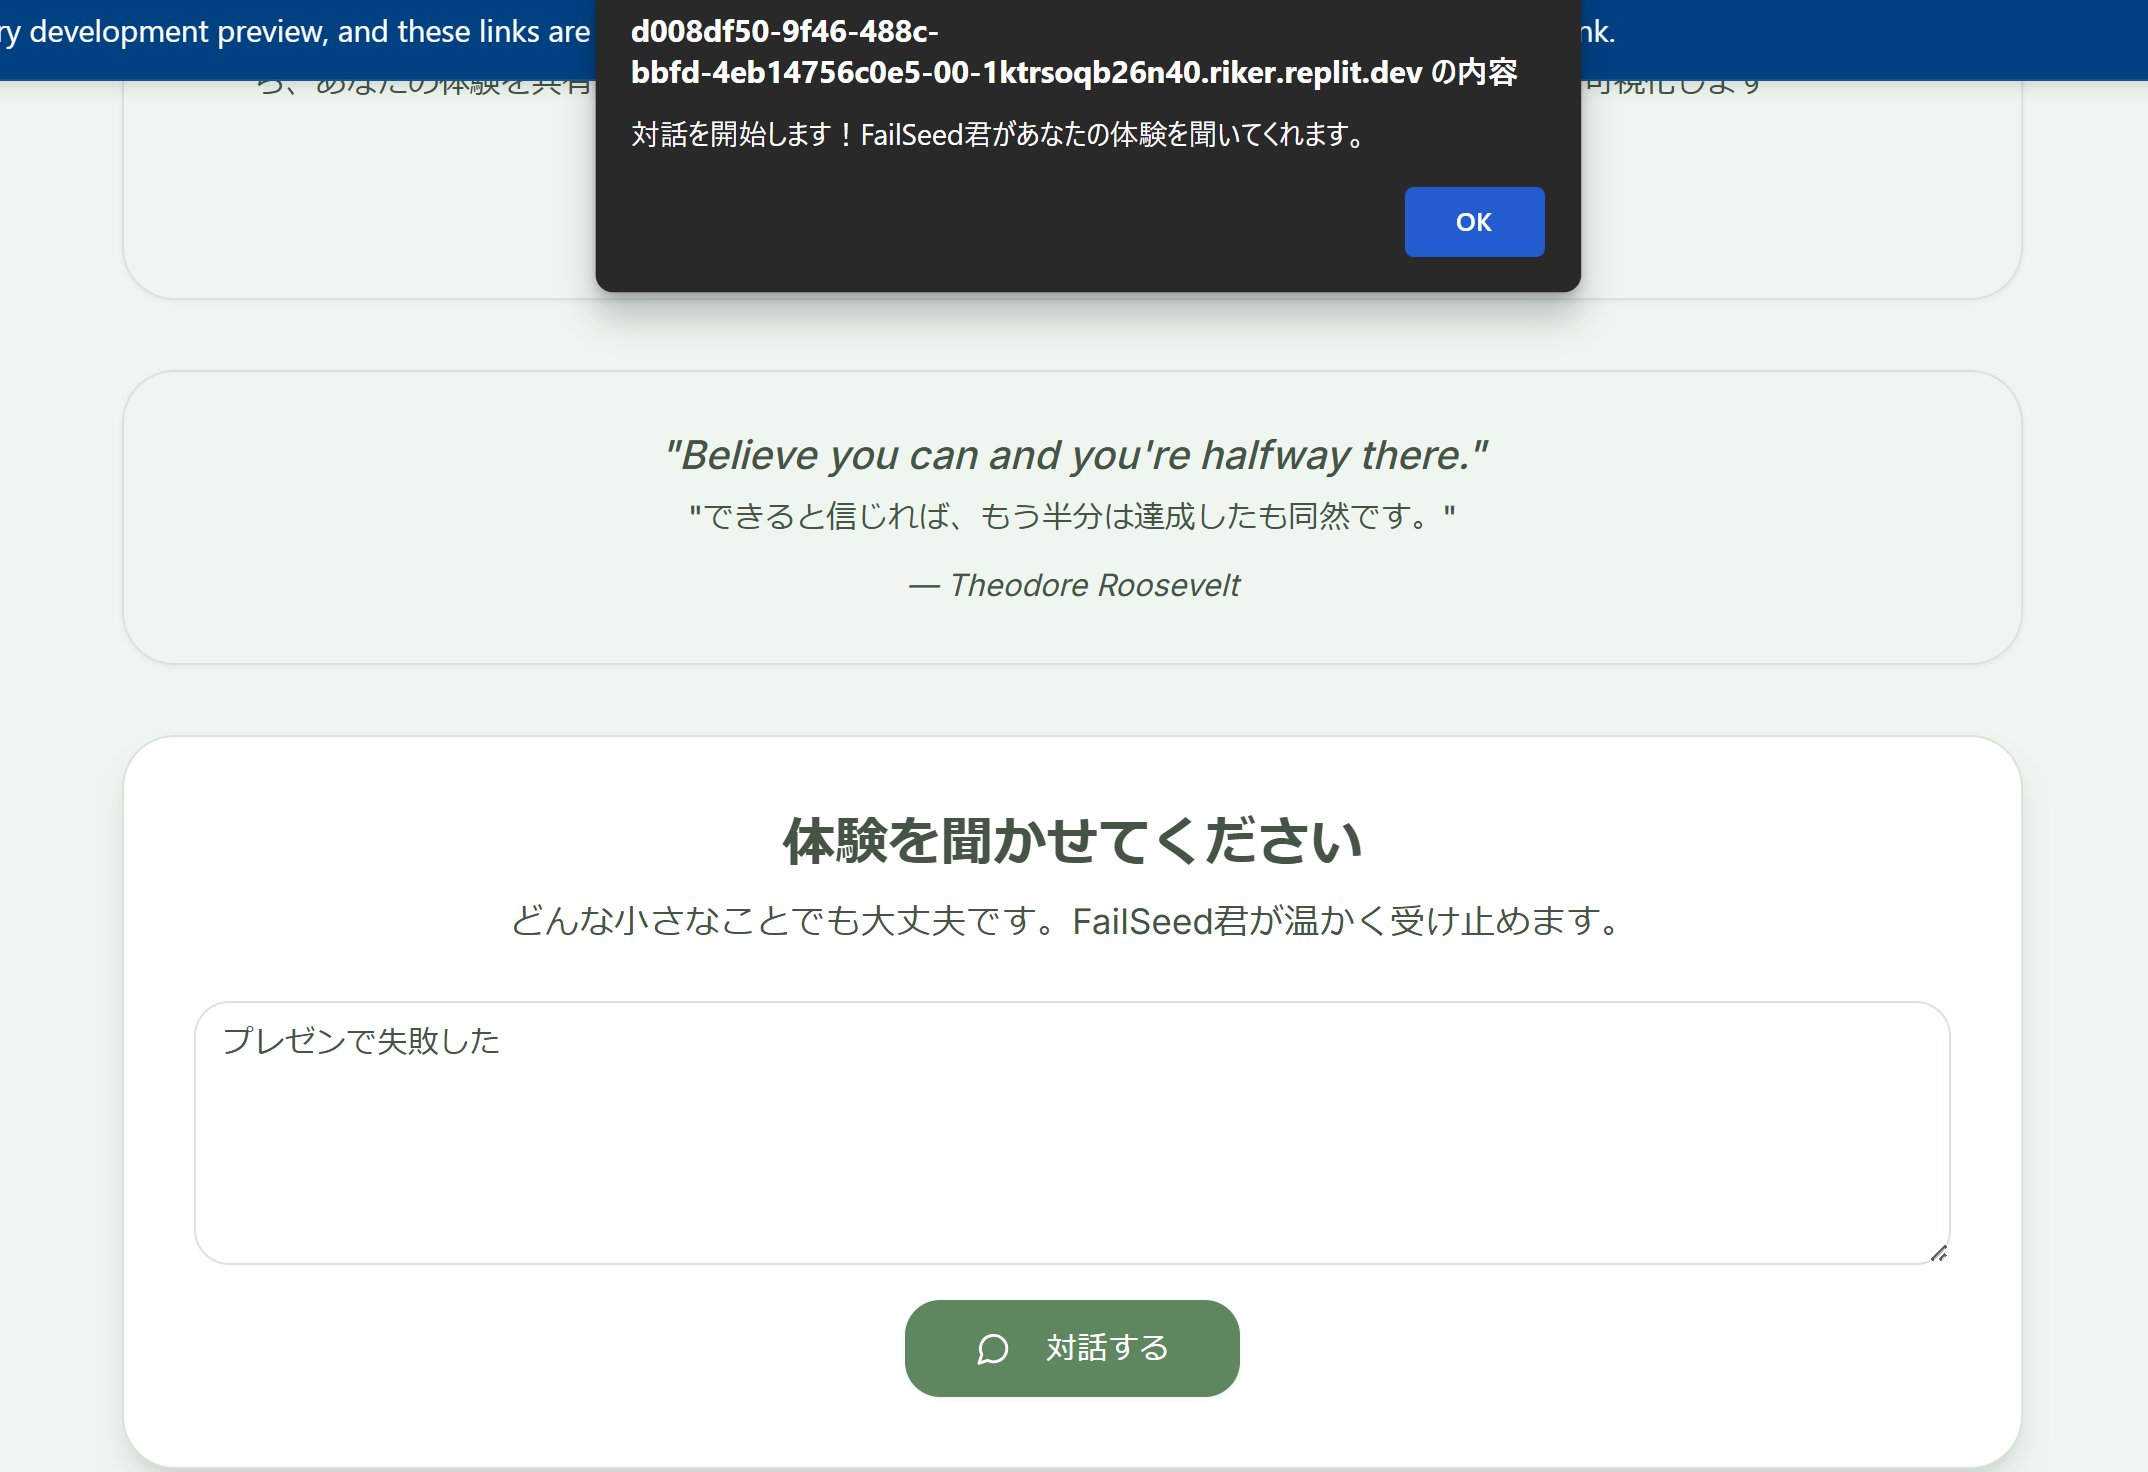 ry development preview, and these links are
nk.
d008df50-9f46-488c-
bbfd-4eb14756c0e5-00-1ktrsoqb26n40.riker.replit.dev の内容
対話を開始します！FailSeed君があなたの体験を聞いてくれます。
OK
ら、あなたの体験を共有
可視化します
"Believe you can and you're halfway there."
"できると信じれば、もう半分は達成したも同然です。"
— Theodore Roosevelt
体験を聞かせてください
どんな小さなことでも大丈夫です。FailSeed君が温かく受け止めます。
プレゼンで失敗した
対話する